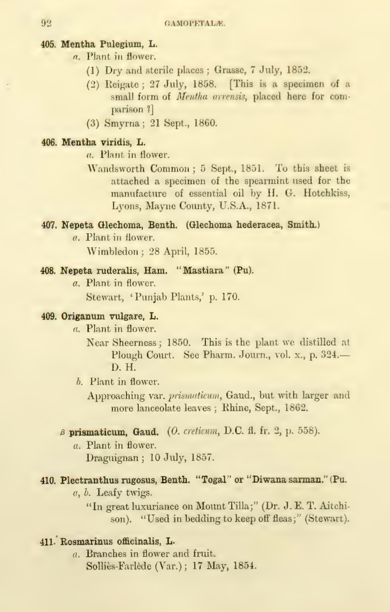 92
GAMOPETALÆ.
405. Mentha Pulegium, L.
a. Plant in flower.
(1) Dry and sterile places; Grasse, 7 July, 1852.
(2) Reigate; 27 July, 1858. [This is a specimen of a
small form of Mentha arvensis, placed here for com-
parison ?]
(3) Smyrna; 21 Sept., 1860.
406. Mentha viridis, L.
a. Plant in flower.
Wandsworth Common; 5 Sept., 1851. To this sheet is
attached a specimen of the spearmint used for the
manufacture of essential oil by H. G. Hotchkiss,
Lyons, Mayne County, U.S.A., 1871.
407. Nepeta Glechoma, Benth. (Glechoma hederacea, Smith.)
a. Plant in flower.
Wimbledon; 28 April, 1855.
408. Nepeta ruderalis, Ham. "Mastiara" (Pu).
a. Plant in flower.
Stewart, 'Punjab Plants,' p. 170.
409. Origanum vulgare, L.
a. Plant in flower.
Near Sheerness; 1850. This is the plant we distilled at
Plough Court. See Pharm. Journ., vol. x., p. 324.—
D. H.
b. Plant in flower.
Approaching var. prismaticum, Gaud., but with larger and
more lanceolate leaves; Rhine, Sept., 1862.
β prismaticum, Gaud. (O. creticum, D.C. fl. fr. 2, p. 558).
a. Plant in flower.
Draguignan; 10 July, 1857.
410. Plectranthus rugosus, Benth. "Togal" or "Diwana sarman." (Pu.
a, b. Leafy twigs.
"In great luxuriance on Mount Tilla;" (Dr. J. E. T. Aitchi-
son). "Used in bedding to keep off fleas;" (Stewart).
411. Rosmarinus officinalis, L.
a. Branches in flower and fruit.
Solliès-Farlède (Var.); 17 May, 1854.